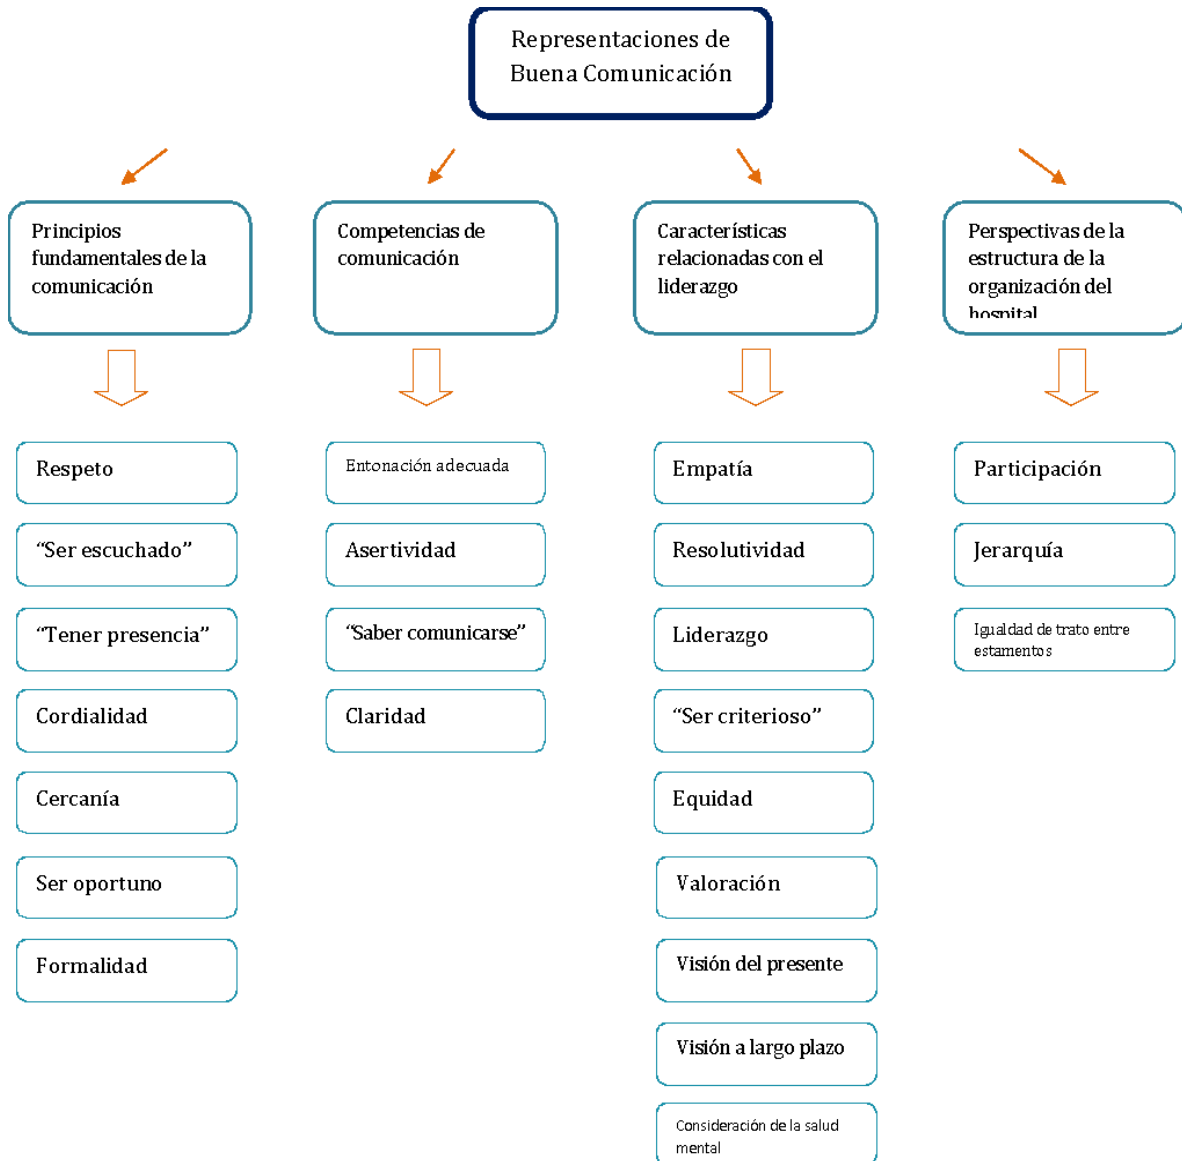 Representaciones de
Buena Comunicación
Principios
fundamentales de la
comunicación
Competencias de
comunicación
Características
relacionadas con el
liderazgo
Perspectivas de la
estructura de la
organización del
hospital
Respeto
“Ser escuchado”
“Tener presencia”
Cordialidad
Cercanía
Ser oportuno
Formalidad
Entonación adecuada
Asertividad
“Saber comunicarse”
Claridad
Empatía
Resolutividad
Liderazgo
“Ser criterioso”
Equidad
Valoración
Visión del presente
Visión a largo plazo
Consideración de la salud
mental
Participación
Jerarquía
Igualdad de trato entre
estamentos